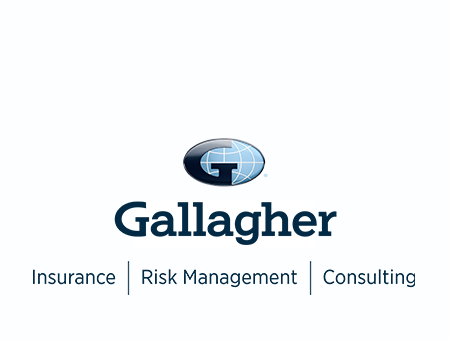 G
Gallagher
Insurance | Risk Management | Consulting